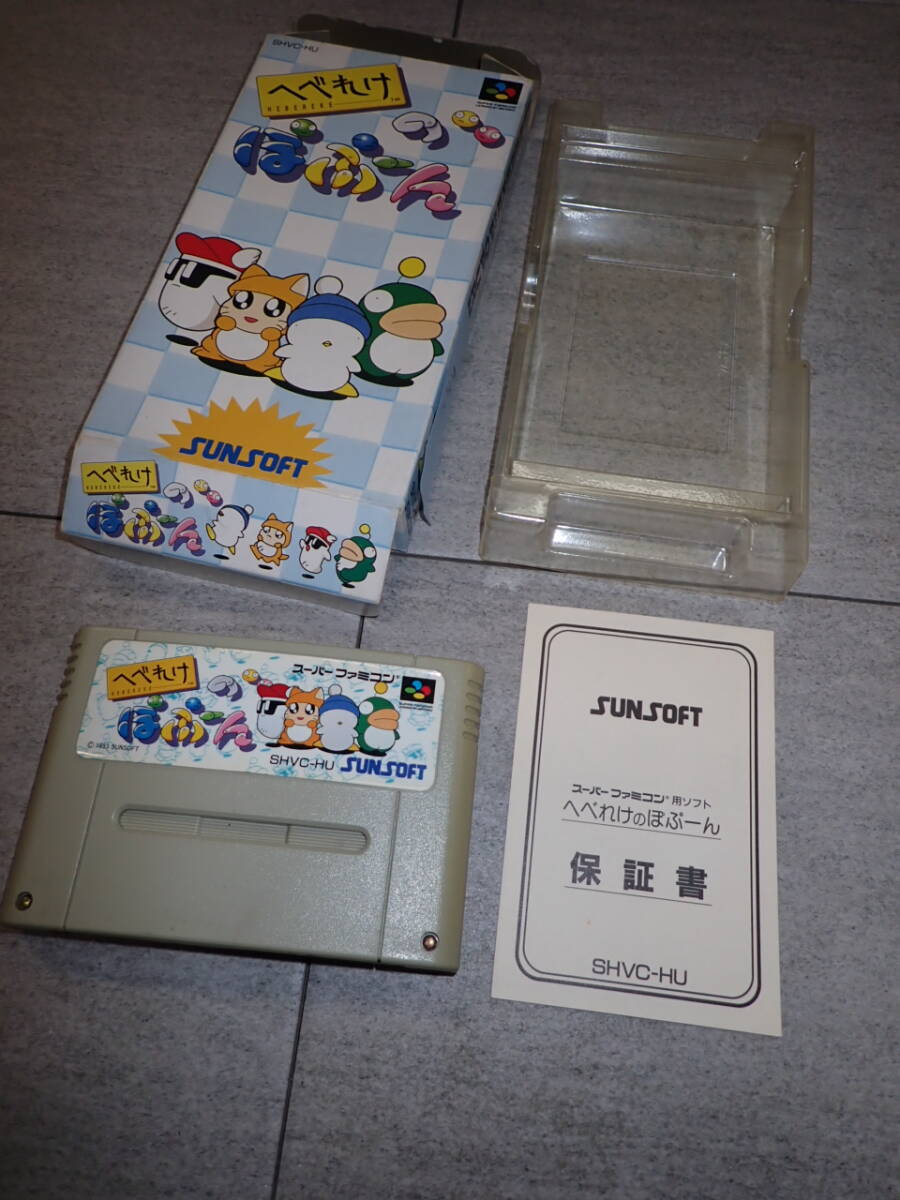 SHVC-HU
へべれけ
HEBEREKE TM
の
ぽぷーん
SUNSOFT
へべれけ
HEBEREKE
の
ぽぷーん
へべれけ
HEBEREKE
の
ぽぷーん
スーパーファミコン®
© 1993 SUNSOFT
SHVC-HU SUNSOFT
SUNSOFT
スーパーファミコン®用ソフト
へべれけのぽぷーん
保証書
SHVC-HU